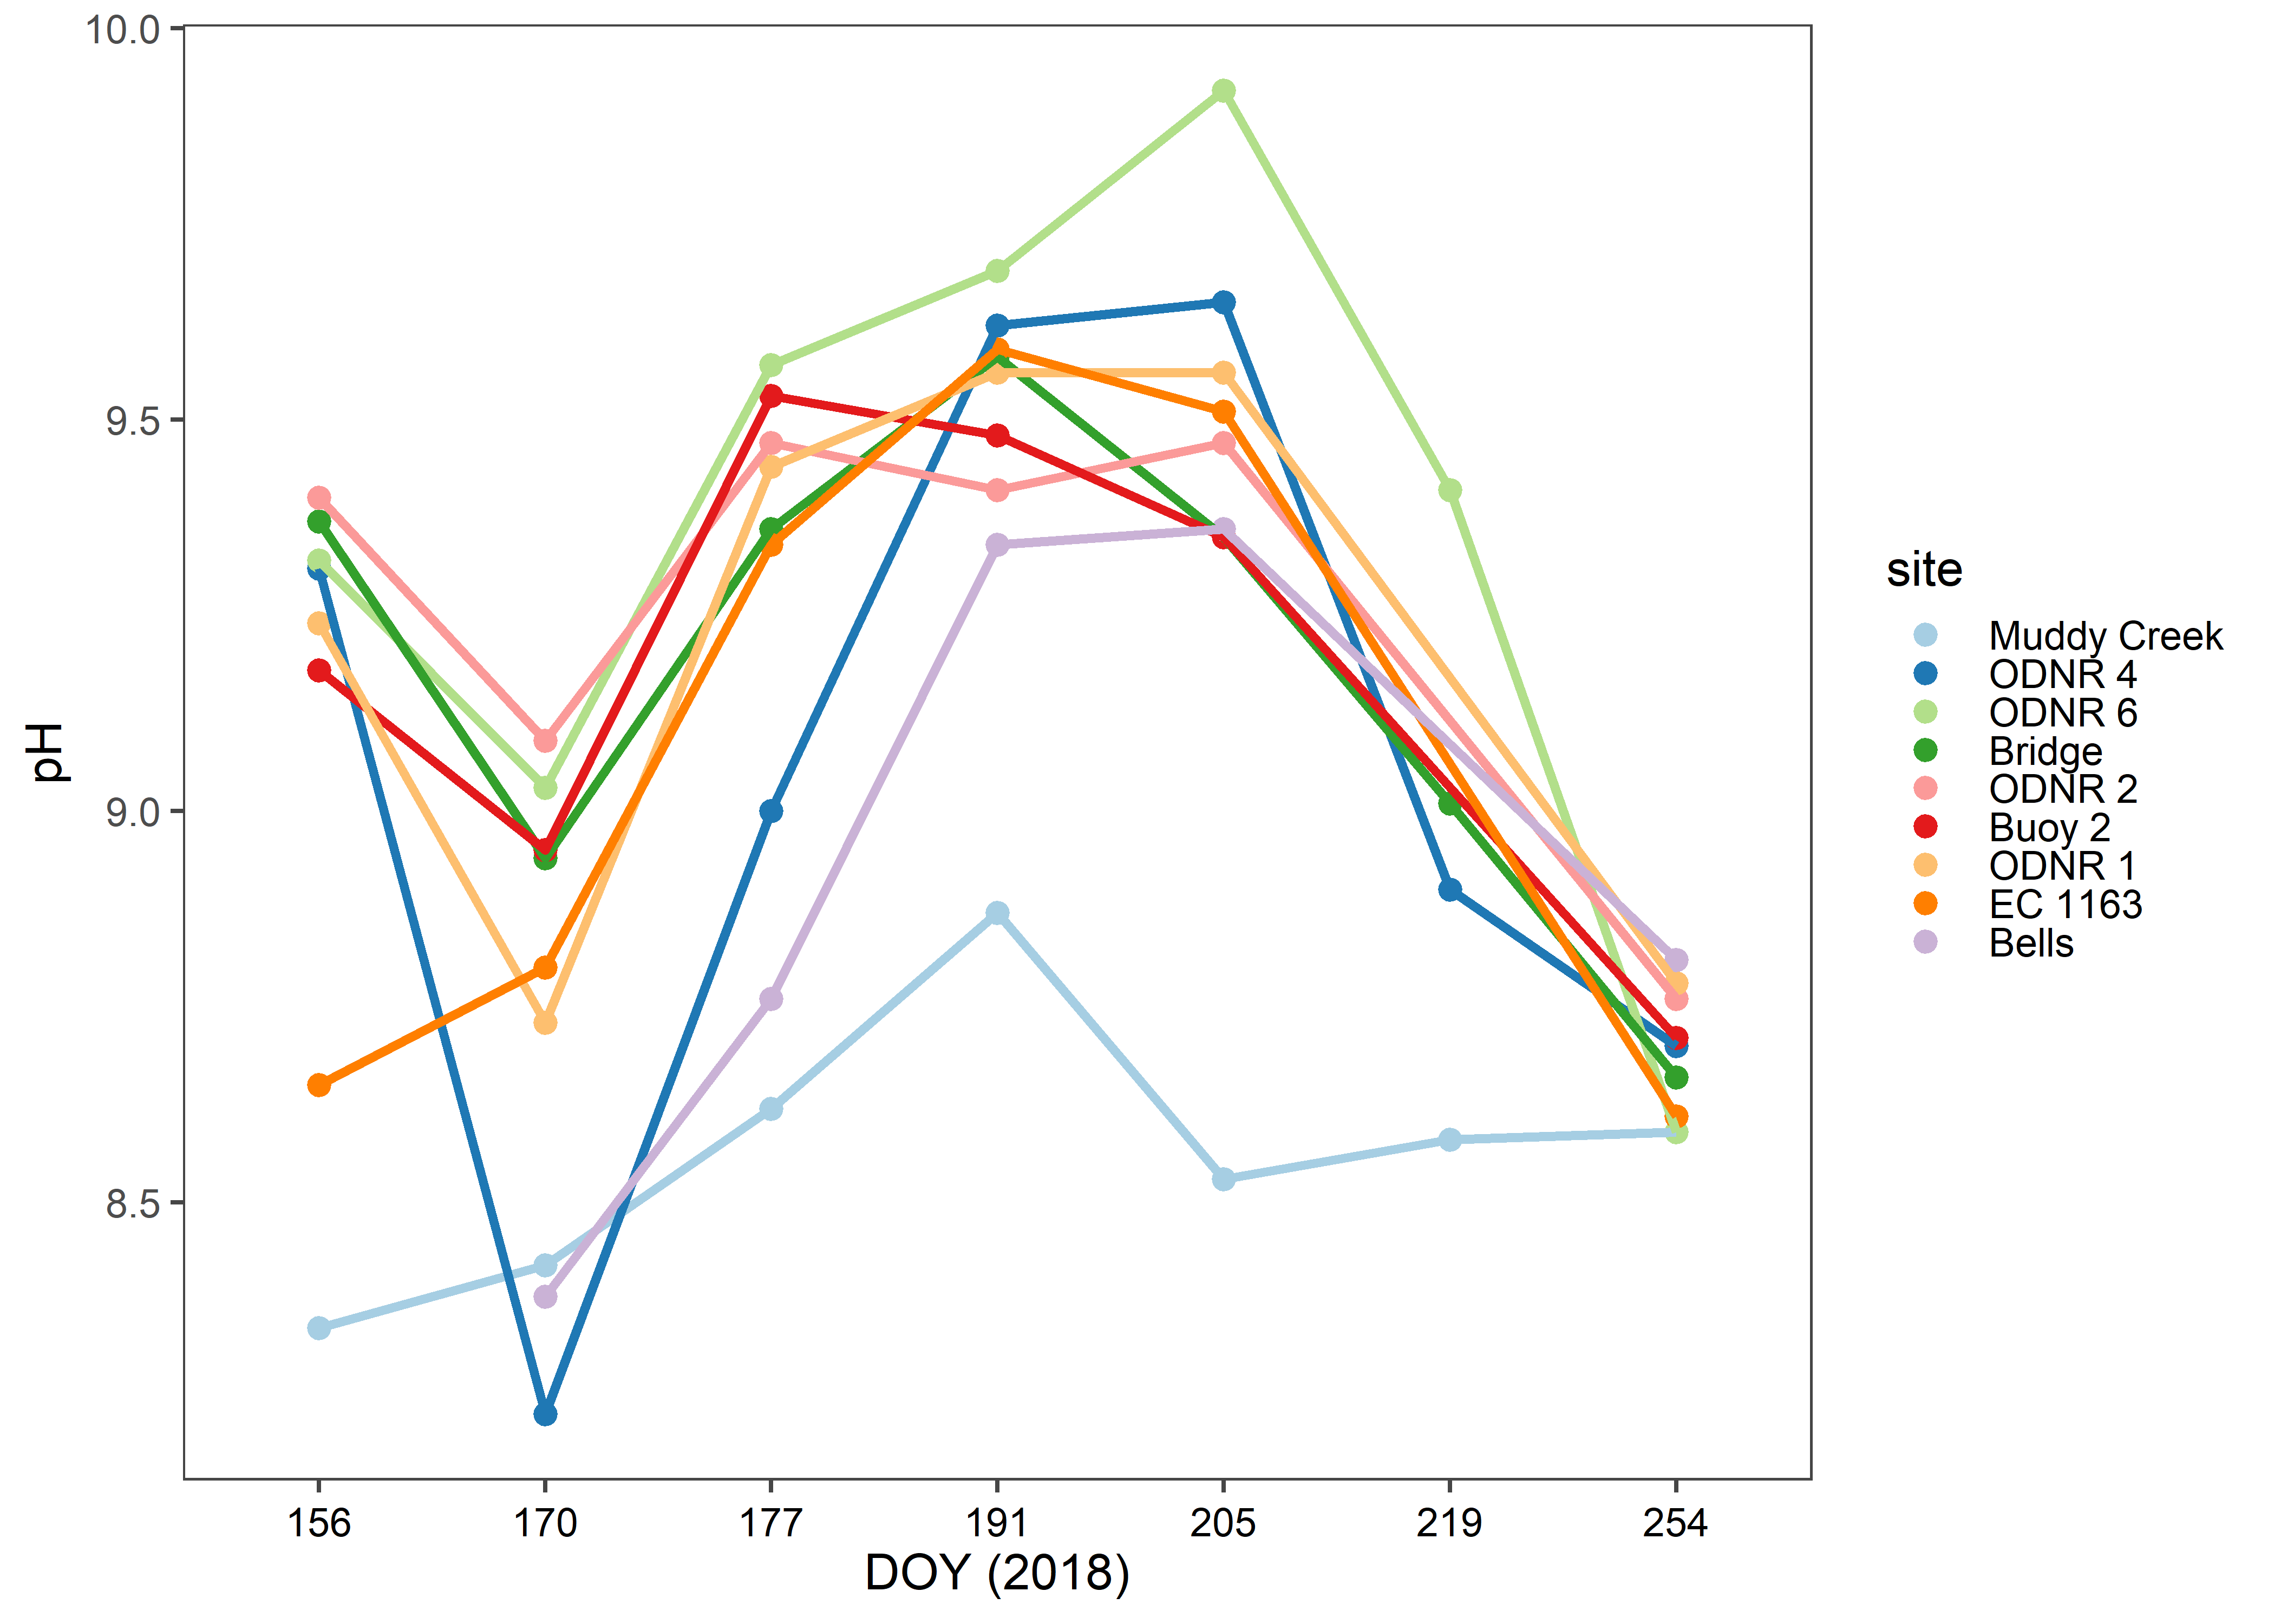 10.0
9.5
9.0
8.5
pH
156 170 177 191 205 219 254
DOY (2018)
site
Muddy Creek
ODNR 4
ODNR 6
Bridge
ODNR 2
Buoy 2
ODNR 1
EC 1163
Bells